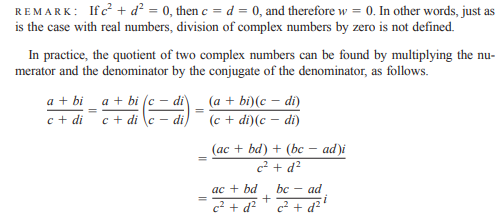 REMARK: If c² + d² = 0, then c = d = 0, and therefore w = 0. In other words, just as
is the case with real numbers, division of complex numbers by zero is not defined.
In practice, the quotient of two complex numbers can be found by multiplying the nu-
merator and the denominator by the conjugate of the denominator, as follows.
(a + bi)/(c + di) = (a + bi)/(c + di) ((c − di)/(c − di)) = ((a + bi)(c − di))/((c + di)(c − di))
= ((ac + bd) + (bc − ad)i)/(c² + d²)
= (ac + bd)/(c² + d²) + (bc − ad)/(c² + d²) i